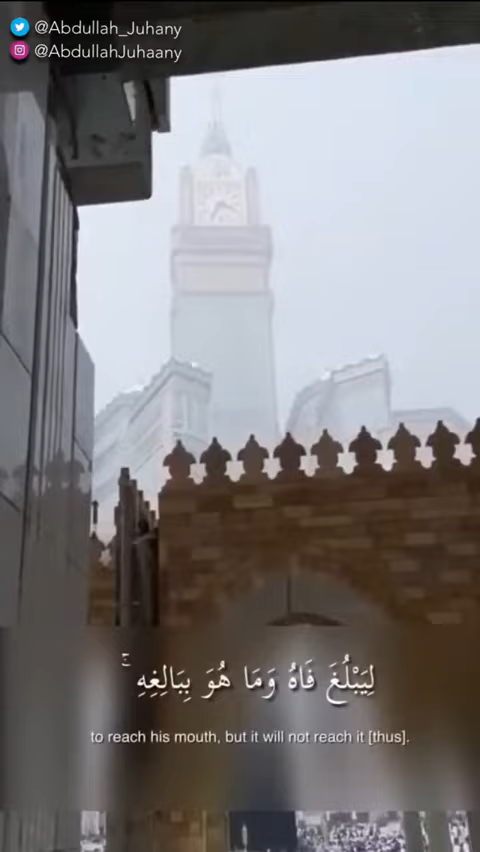 @Abdullah_Juhany
@AbdullahJuhaany
لِيَبْلُغَ فَاهُ وَمَا هُوَ بِبَالِغِهِ ۚ
to reach his mouth, but it will not reach it [thus].